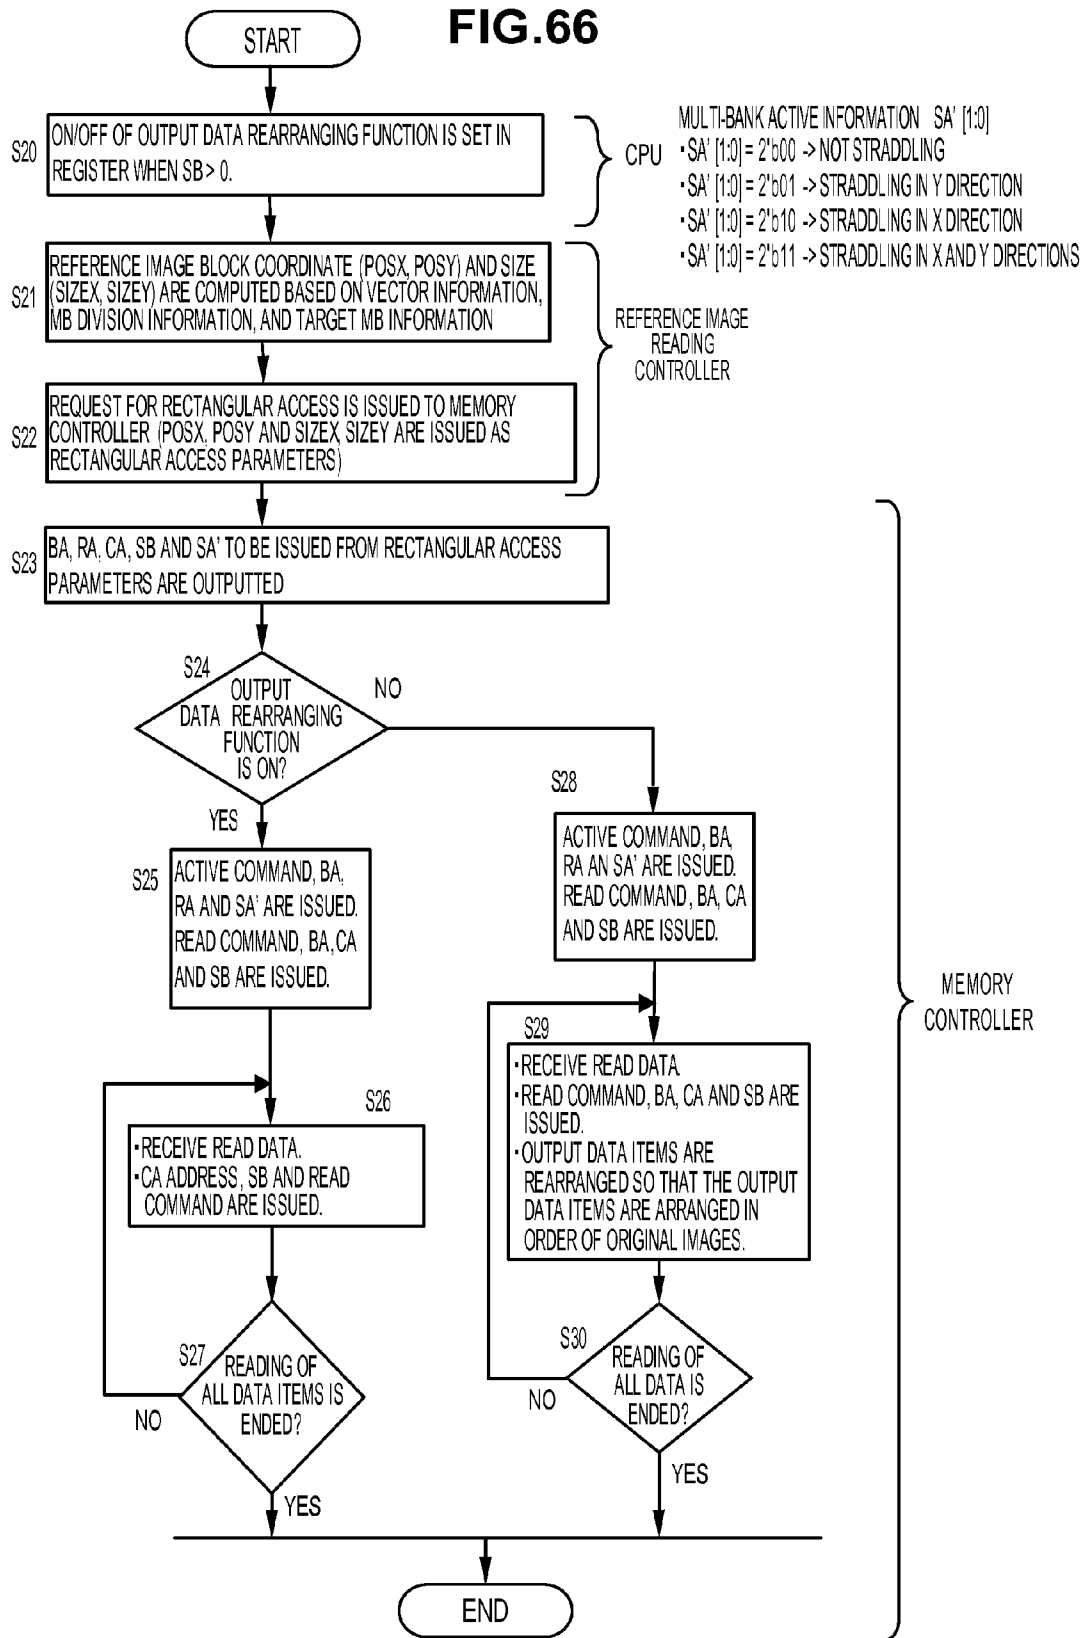 FIG.66
START
S20
ON/OFF OF OUTPUT DATA REARRANGING FUNCTION IS SET IN
REGISTER WHEN SB > 0.
CPU
MULTI-BANK ACTIVE INFORMATION SA' [1:0]
・SA' [1:0] = 2'b00 -> NOT STRADDLING
・SA' [1:0] = 2'b01 -> STRADDLING IN Y DIRECTION
・SA' [1:0] = 2'b10 -> STRADDLING IN X DIRECTION
・SA' [1:0] = 2'b11 -> STRADDLING IN X AND Y DIRECTIONS
S21
REFERENCE IMAGE BLOCK COORDINATE (POSX, POSY) AND SIZE
(SIZEX, SIZEY) ARE COMPUTED BASED ON VECTOR INFORMATION,
MB DIVISION INFORMATION, AND TARGET MB INFORMATION
REFERENCE IMAGE
READING
CONTROLLER
S22
REQUEST FOR RECTANGULAR ACCESS IS ISSUED TO MEMORY
CONTROLLER (POSX, POSY AND SIZEX, SIZEY ARE ISSUED AS
RECTANGULAR ACCESS PARAMETERS)
S23
BA, RA, CA, SB AND SA' TO BE ISSUED FROM RECTANGULAR ACCESS
PARAMETERS ARE OUTPUTTED
S24
OUTPUT
DATA REARRANGING
FUNCTION
IS ON?
NO
YES
S25
ACTIVE COMMAND, BA,
RA AND SA' ARE ISSUED.
READ COMMAND, BA, CA
AND SB ARE ISSUED.
S28
ACTIVE COMMAND, BA,
RA AN SA' ARE ISSUED.
READ COMMAND, BA, CA
AND SB ARE ISSUED.
MEMORY
CONTROLLER
S26
・RECEIVE READ DATA.
・CA ADDRESS, SB AND READ
COMMAND ARE ISSUED.
S29
・RECEIVE READ DATA.
・READ COMMAND, BA, CA AND SB ARE
ISSUED.
・OUTPUT DATA ITEMS ARE
REARRANGED SO THAT THE OUTPUT
DATA ITEMS ARE ARRANGED IN
ORDER OF ORIGINAL IMAGES.
S27
READING OF
ALL DATA ITEMS IS
ENDED?
NO
YES
S30
READING OF
ALL DATA IS
ENDED?
NO
YES
END